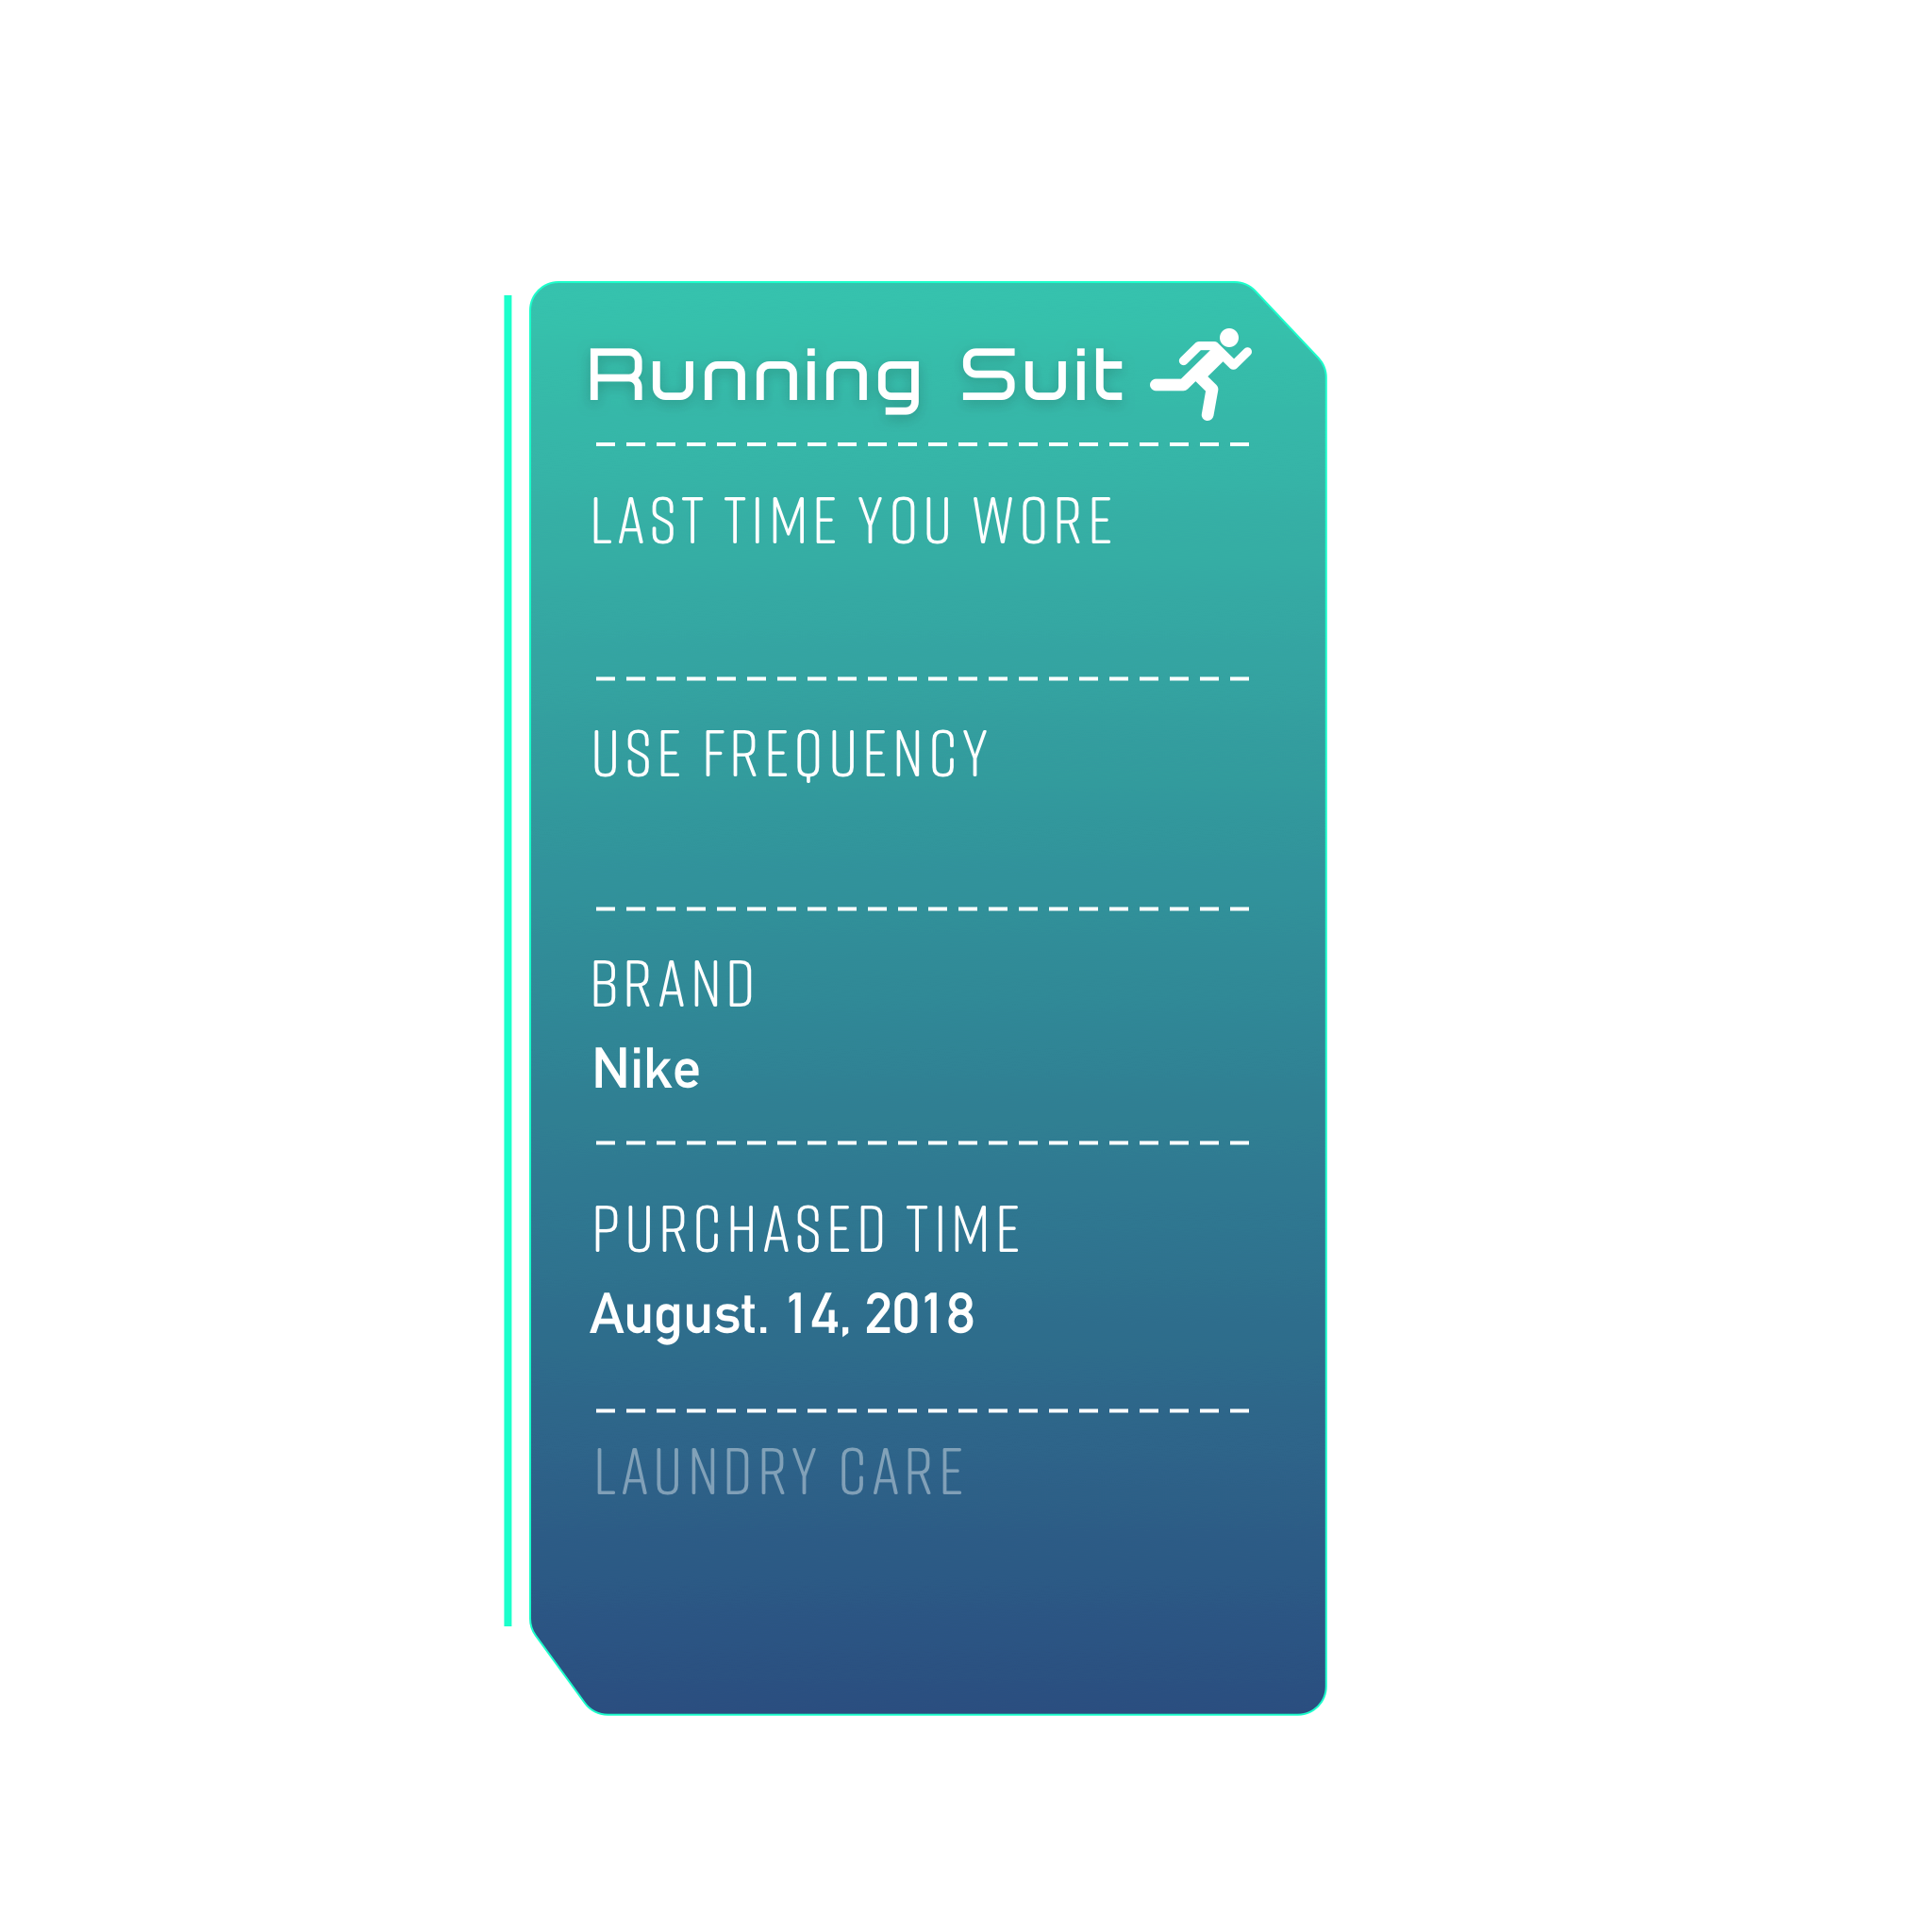 Running Suit
LAST TIME YOU WORE
USE FREQUENCY
BRAND
Nike
PURCHASED TIME
August. 14, 2018
LAUNDRY CARE